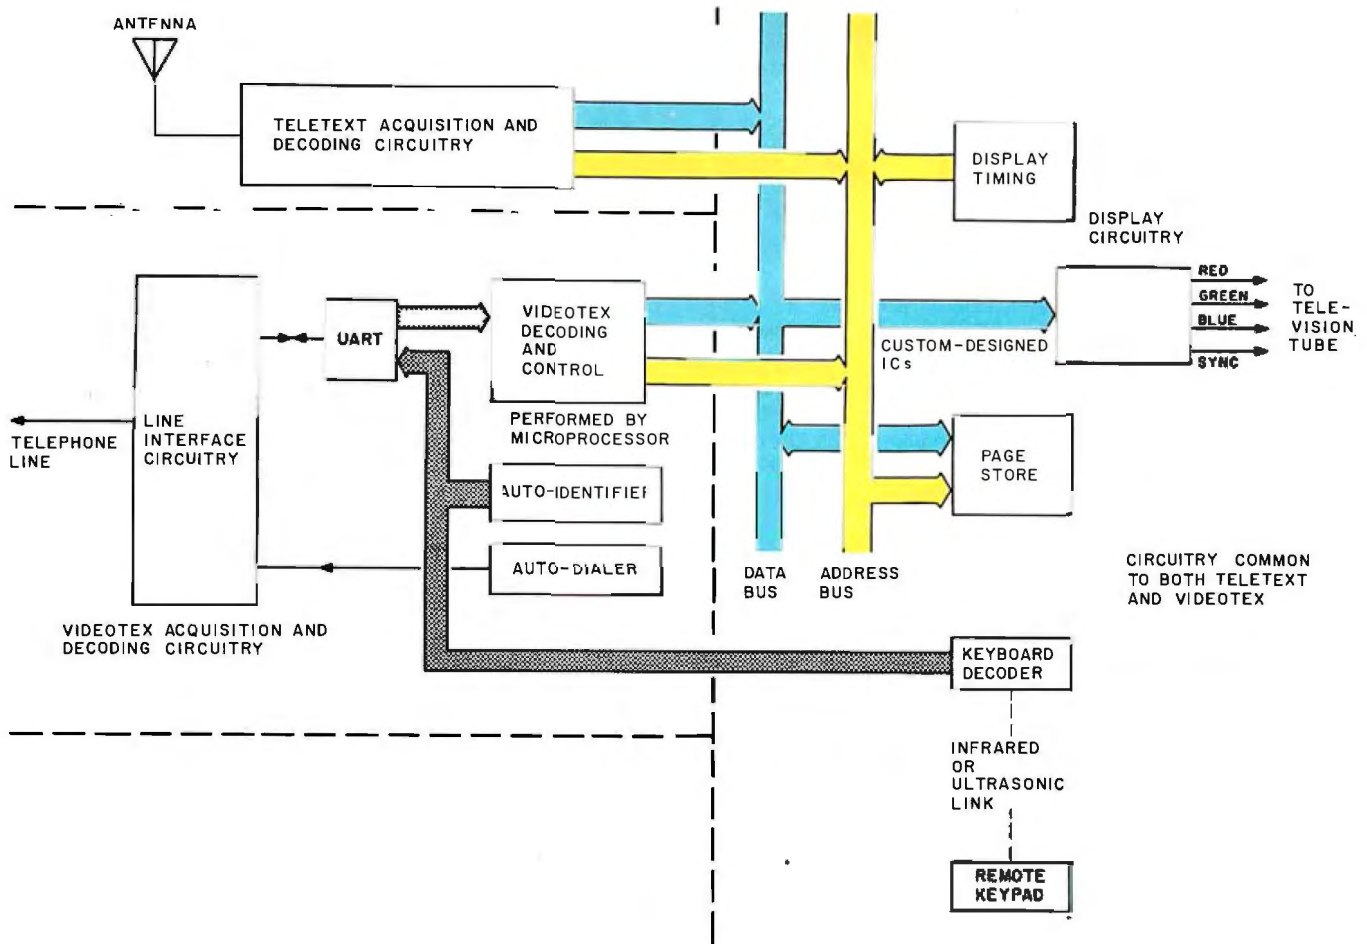 ANTENNA
TELETEXT ACQUISITION AND
DECODING CIRCUITRY
DISPLAY
TIMING
DISPLAY
CIRCUITRY
RED
GREEN
BLUE
SYNC
TO
TELE-
VISION
TUBE
UART
VIDEOTEX
DECODING
AND
CONTROL
CUSTOM-DESIGNED
ICs
PERFORMED BY
MICROPROCESSOR
TELEPHONE
LINE
LINE
INTERFACE
CIRCUITRY
PAGE
STORE
AUTO-IDENTIFIER
AUTO-DIALER
DATA
BUS
ADDRESS
BUS
CIRCUITRY COMMON
TO BOTH TELETEXT
AND VIDEOTEX
VIDEOTEX ACQUISITION AND
DECODING CIRCUITRY
KEYBOARD
DECODER
INFRARED
OR
ULTRASONIC
LINK
REMOTE
KEYPAD